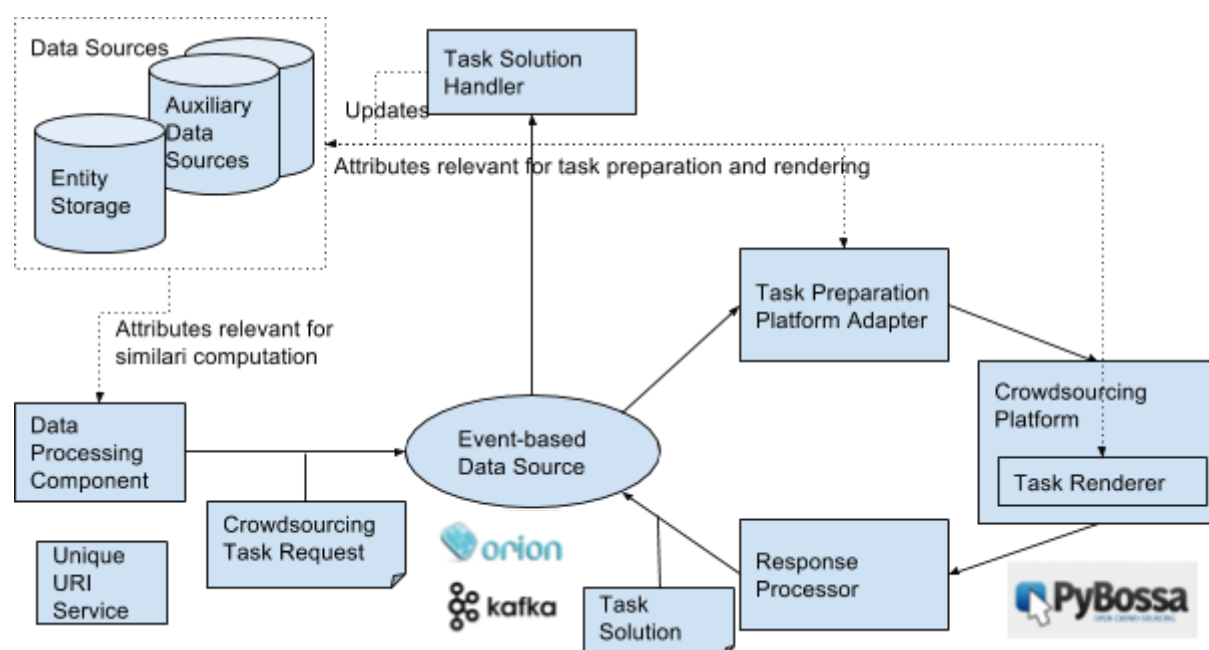 Data Sources
Task Solution
Handler
Auxiliary
Data
Sources
Updates
Entity
Storage
Attributes relevant for task preparation and rendering
Task Preparation
Platform Adapter
Attributes relevant for
similari computation
Crowdsourcing
Platform
Task Renderer
Data
Processing
Component
Event-based
Data Source
Crowdsourcing
Task Request
orion
kafka
Response
Processor
Unique
URI
Service
Task
Solution
PyBossa
OPEN CROWD-SOURCING